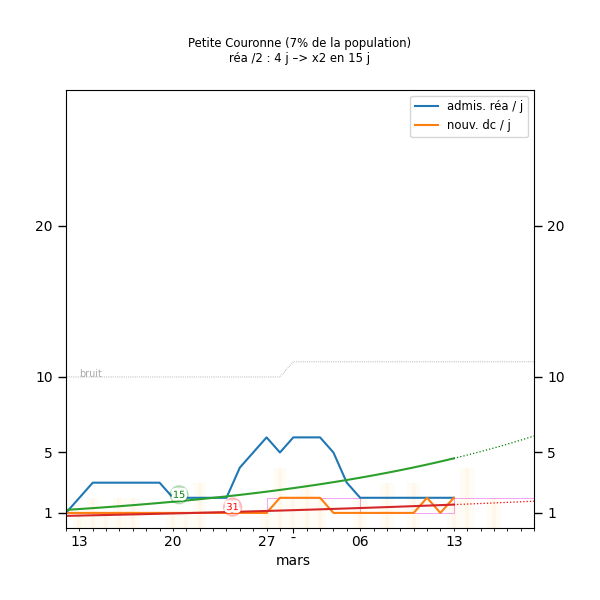 Petite Couronne (7% de la population)
réa /2 : 4 j –> x2 en 15 j
admis. réa / j
nouv. dc / j
20 20
bruit
10 10
5 5
15
31
1 1
13 20 27 - 06 13
mars